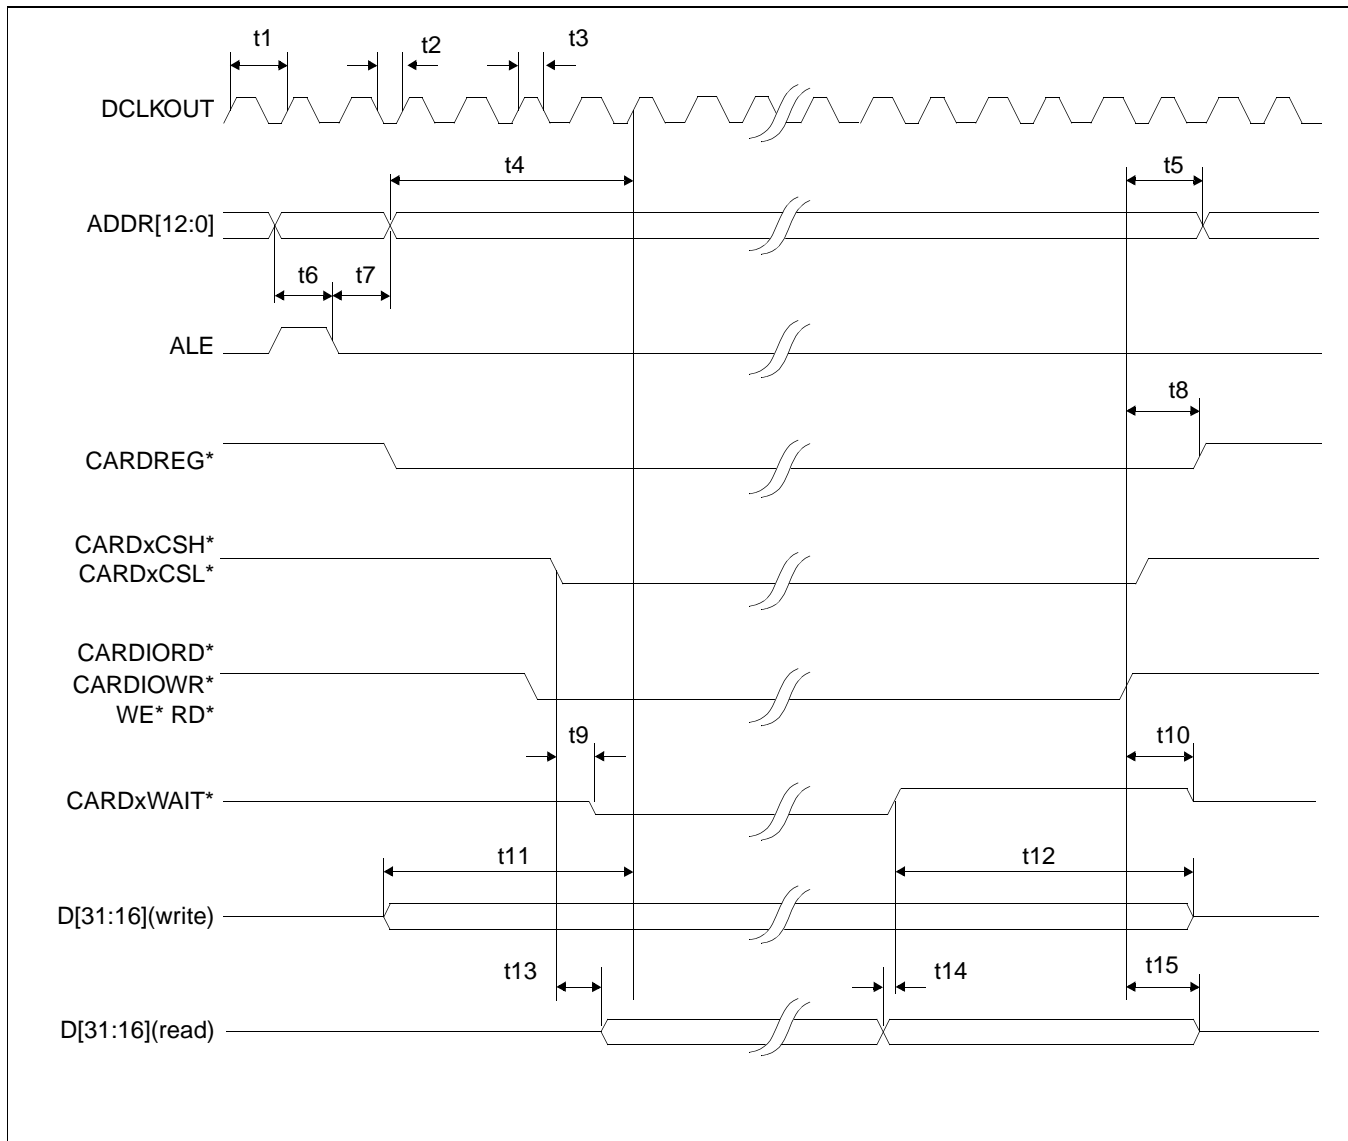 t1
t2
t3
DCLKOUT
t4
t5
ADDR[12:0]
t6
t7
ALE
t8
CARDREG*
CARDxCSH*
CARDxCSL*
CARDIORD*
CARDIOWR*
WE* RD*
t9
t10
CARDxWAIT*
t11
t12
D[31:16](write)
t13
t14
t15
D[31:16](read)